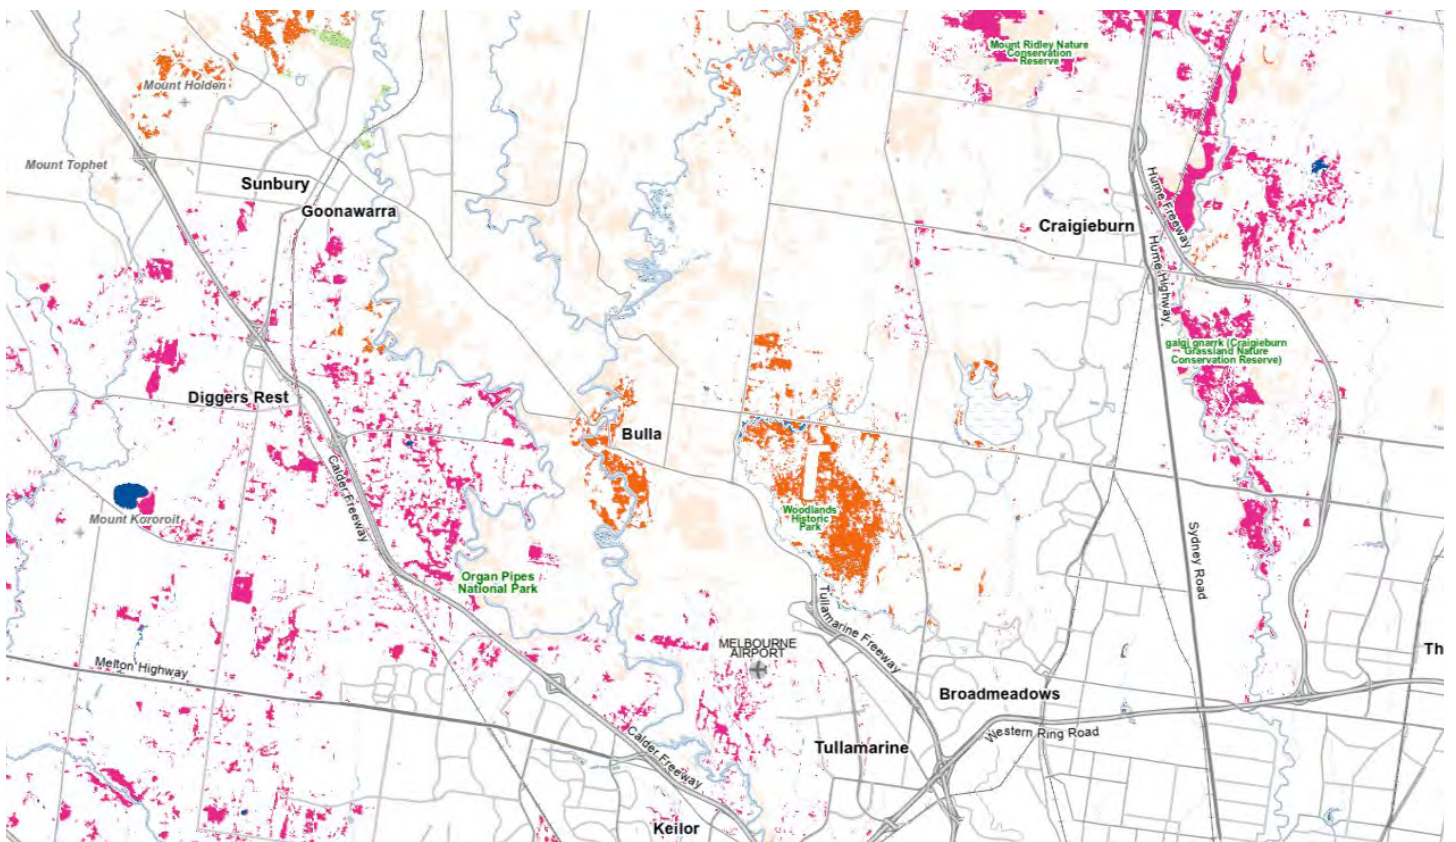 Mount Ridley Nature
Conservation
Reserve
Mount Holden
Mount Tophet
Sunbury
Goonawarra
Craigieburn
Hume Freeway
Hume Highway
galgi gnarrk (Craigieburn
Grassland Nature
Conservation Reserve)
Diggers Rest
Bulla
Calder Freeway
Mount Kororoit
Woodlands
Historic
Park
Sydney Road
Organ Pipes
National Park
Tullamarine Freeway
MELBOURNE
AIRPORT
Th
Melton Highway
Broadmeadows
Western Ring Road
Tullamarine
Calder Freeway
Keilor